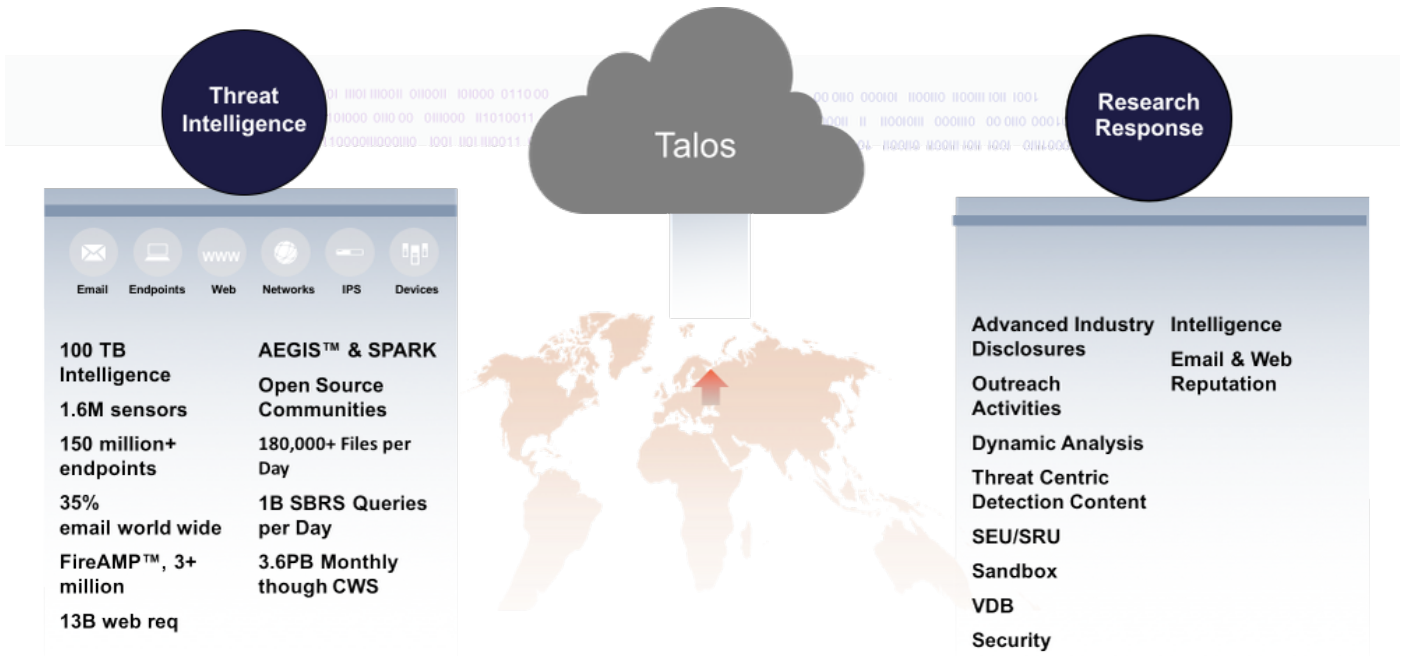 Threat
Intelligence
Talos
Research
Response
www
Email
Endpoints
Web
Networks
IPS
Devices
100 TB
Intelligence
1.6M sensors
150 million+
endpoints
35%
email world wide
FireAMP™, 3+
million
13B web req
AEGIS™ & SPARK
Open Source
Communities
180,000+ Files per
Day
1B SBRS Queries
per Day
3.6PB Monthly
though CWS
Advanced Industry
Disclosures
Outreach
Activities
Dynamic Analysis
Threat Centric
Detection Content
SEU/SRU
Sandbox
VDB
Security
Intelligence
Email & Web
Reputation